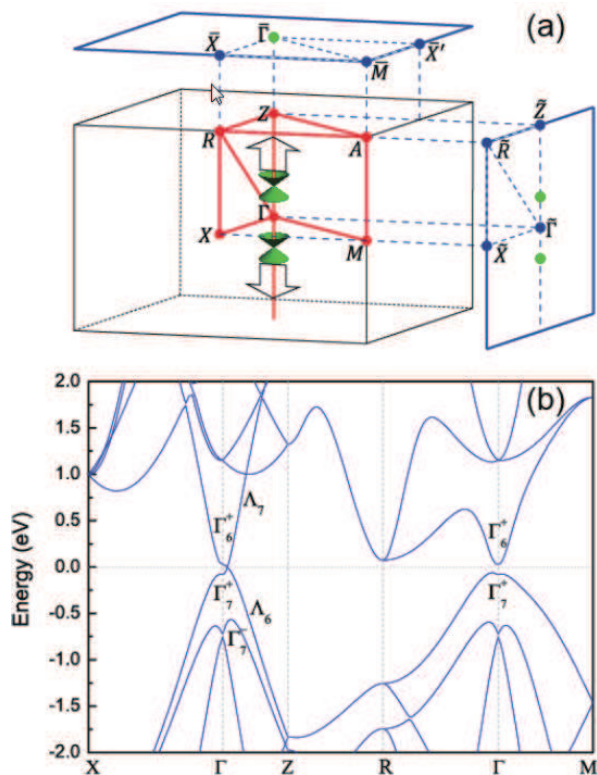 (a)
X̄
Γ̄
M̄
X̄′
Z
R
A
Γ
X
M
Z̃
R̃
Γ̃
X̃
(b)
2.0
1.5
1.0
0.5
0.0
-0.5
-1.0
-1.5
-2.0
Energy (eV)
Λ₇
Γ₆⁺
Γ₆⁺
Γ₇⁺
Λ₆
Γ₇⁺
Γ₇⁻
X
Γ
Z
R
Γ
M